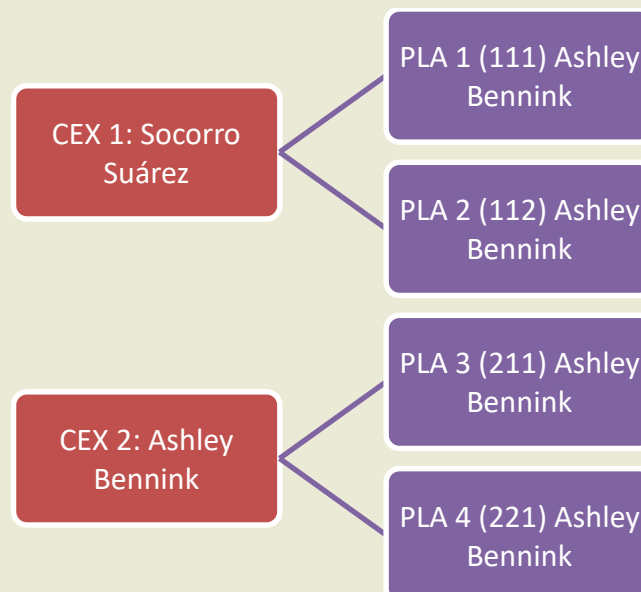 CEX 1: Socorro
Suárez
PLA 1 (111) Ashley
Bennink
PLA 2 (112) Ashley
Bennink
CEX 2: Ashley
Bennink
PLA 3 (211) Ashley
Bennink
PLA 4 (221) Ashley
Bennink